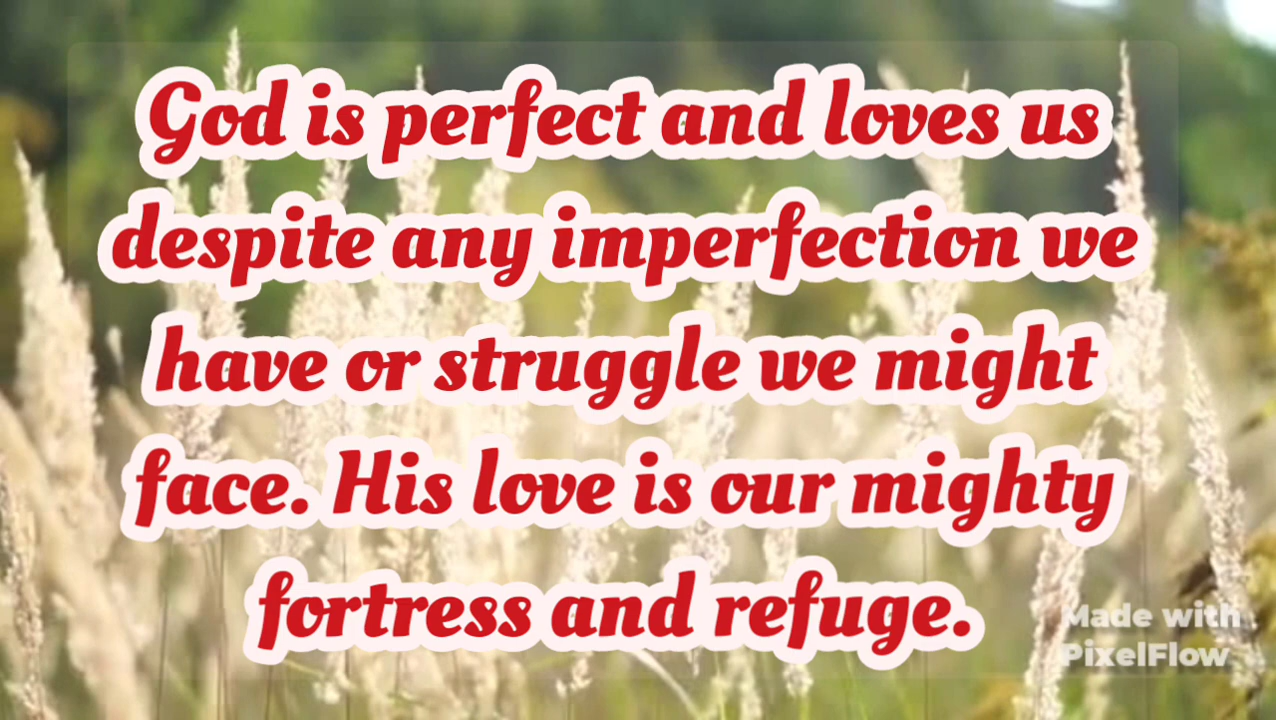 God is perfect and loves us
despite any imperfection we
have or struggle we might
face. His love is our mighty
fortress and refuge.
Made with
PixelFlow